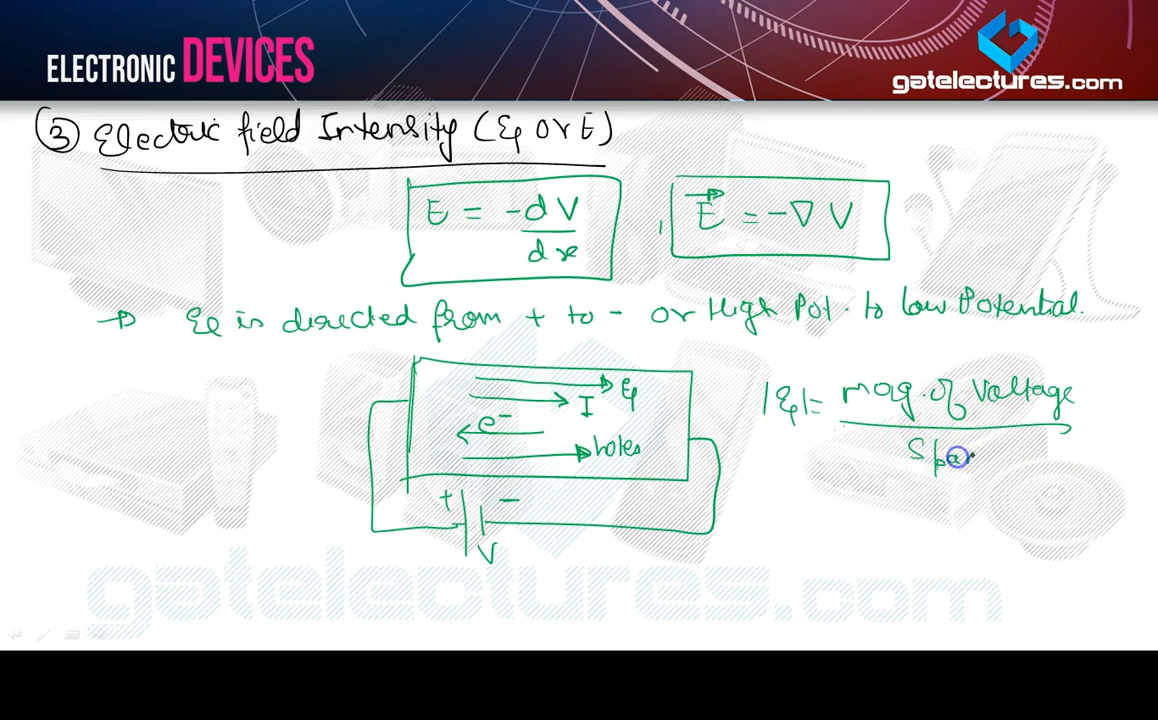 ELECTRONIC DEVICES
gatelectures.com
(3) Electric field Intensity (Ɛ or E)
E = -dV/dx , E⃗ = -∇V
→ Ɛ is directed from + to - or High Pot. to low Potential.
|Ɛ| = mag. of Voltage
Spa
Ɛ
I
e⁻
holes
+ -
V
gatelectures.com